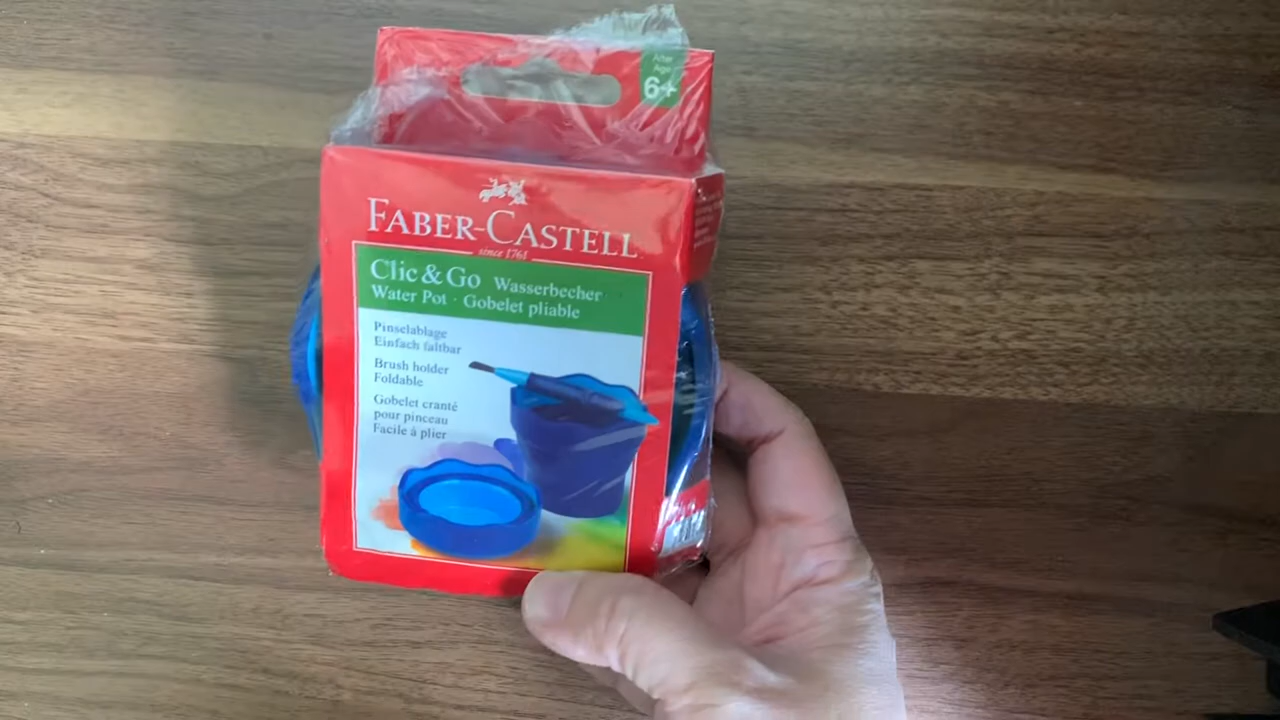 After
Age
6+
FABER-CASTELL
since 1761
Clic & Go Wasserbecher
Water Pot · Gobelet pliable
Pinselablage
Einfach faltbar
Brush holder
Foldable
Gobelet cranté
pour pinceau
Facile à plier